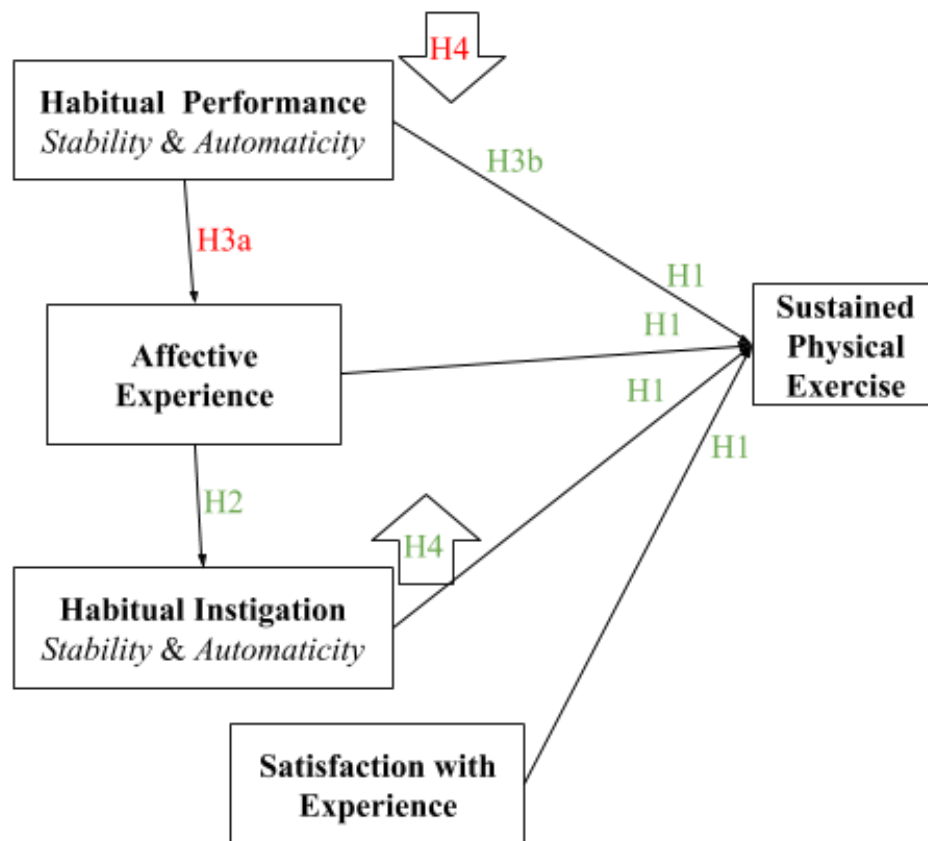 H4
Habitual Performance
Stability & Automaticity
H3b
H3a
H1
H1
Sustained
Physical
Exercise
Affective
Experience
H1
H1
H2
H4
Habitual Instigation
Stability & Automaticity
Satisfaction with
Experience